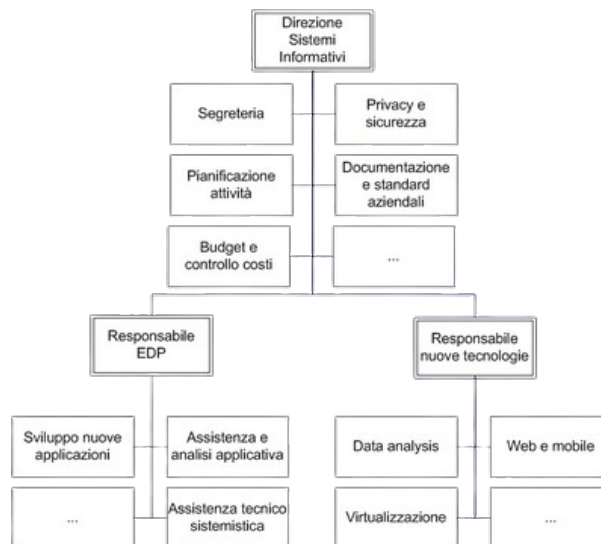 Direzione
Sistemi
Informativi
Segreteria
Privacy e
sicurezza
Pianificazione
attività
Documentazione
e standard
aziendali
Budget e
controllo costi
...
Responsabile
EDP
Responsabile
nuove tecnologie
Sviluppo nuove
applicazioni
Assistenza e
analisi applicativa
Data analysis
Web e mobile
...
Assistenza tecnico
sistemistica
Virtualizzazione
...